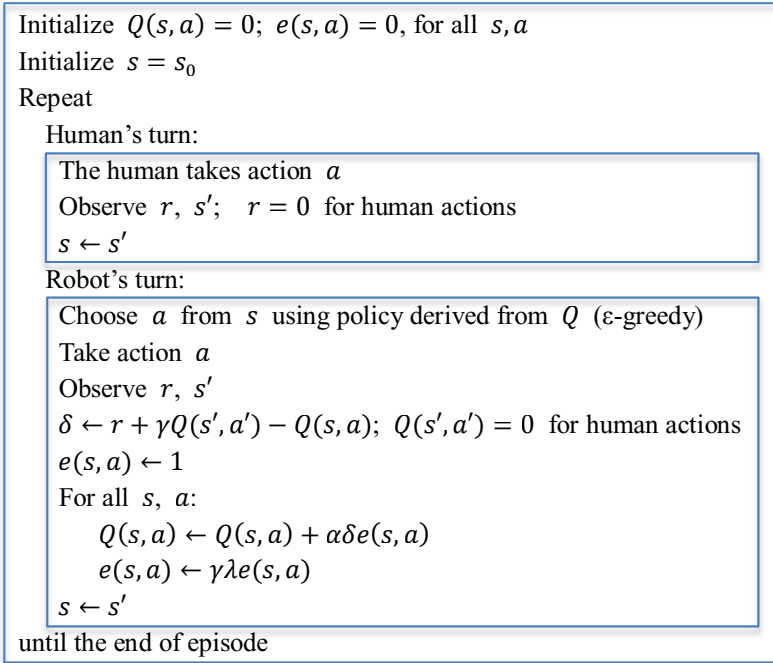 Initialize Q(s, a) = 0; e(s, a) = 0, for all s, a
Initialize s = s₀
Repeat
Human’s turn:
The human takes action a
Observe r, s′; r = 0 for human actions
s ← s′
Robot’s turn:
Choose a from s using policy derived from Q (ε-greedy)
Take action a
Observe r, s′
δ ← r + γQ(s′, a′) − Q(s, a); Q(s′, a′) = 0 for human actions
e(s, a) ← 1
For all s, a:
Q(s, a) ← Q(s, a) + αδe(s, a)
e(s, a) ← γλe(s, a)
s ← s′
until the end of episode